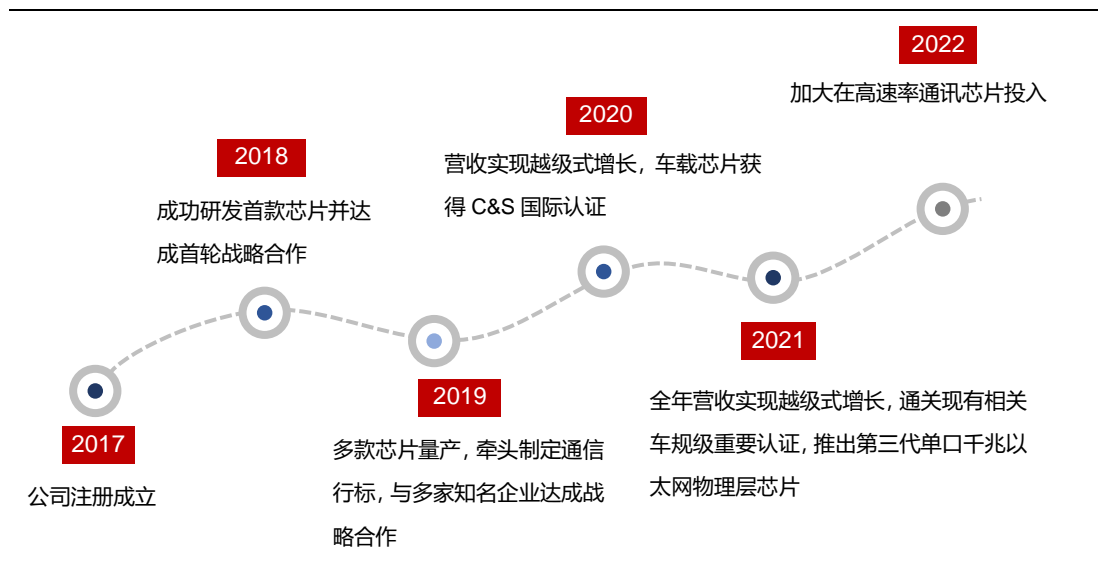 2017
公司注册成立
2018
成功研发首款芯片并达
成首轮战略合作
2019
多款芯片量产，牵头制定通信
行标，与多家知名企业达成战
略合作
2020
营收实现越级式增长，车载芯片获
得 C&S 国际认证
2021
全年营收实现越级式增长，通关现有相关
车规级重要认证，推出第三代单口千兆以
太网物理层芯片
2022
加大在高速率通讯芯片投入